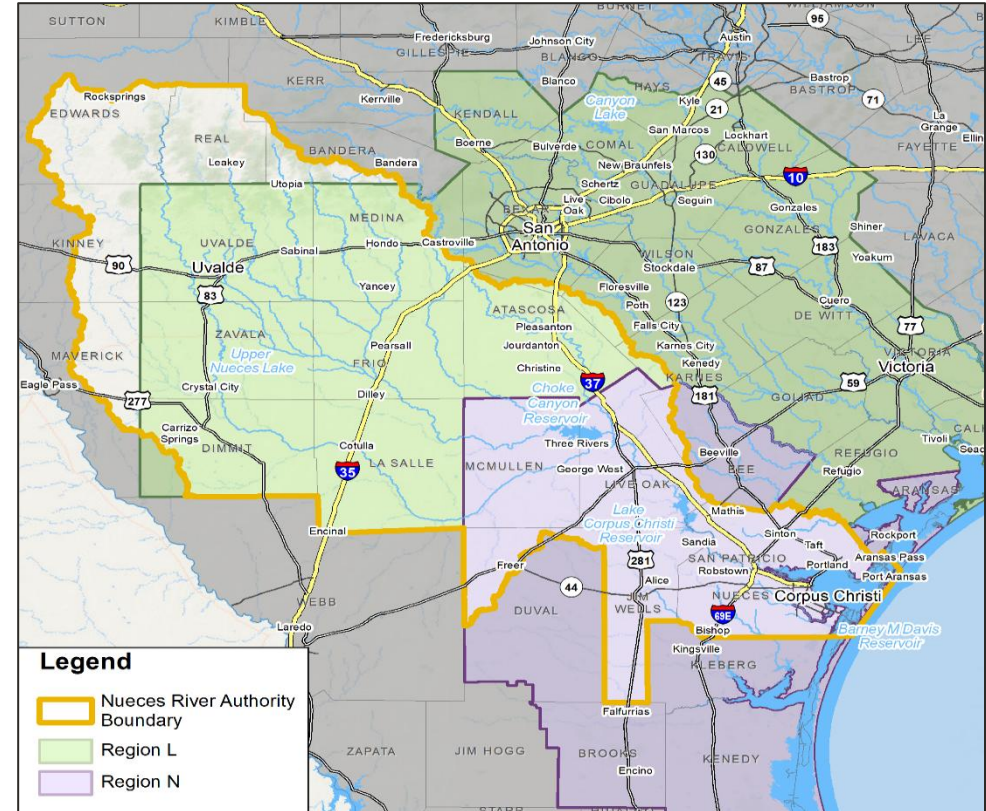 SUTTON
KIMBLE
BURNET
WILLIAMSON
95
LEE
Fredericksburg
GILLESPIE
Johnson City
BLANCO
Austin
TRAVIS
KERR
Kerrville
Blanco
HAYS
45
Bastrop
BASTROP
71
La
Grange
Ellin
FAYETTE
Rocksprings
EDWARDS
REAL
Leakey
BANDERA
Bandera
KENDALL
Boerne
Canyon
Lake
Kyle
21
San Marcos
COMAL
Bulverde
Lockhart
CALDWELL
130
New Braunfels
Schertz
GUADALUPE
10
Utopia
MEDINA
BEXAR
Live
Oak
Cibolo
Seguin
Gonzales
GONZALES
183
Shiner
LAVACA
Yoakum
KINNEY
90
UVALDE
Uvalde
Sabinal
Hondo
Castroville
San
Antonio
WILSON
Stockdale
87
83
Yancey
Floresville
Poth
123
Cuero
DE WITT
77
ZAVALA
Upper
Nueces Lake
Pearsall
FRIO
ATASCOSA
Pleasanton
Jourdanton
Christine
Falls City
Karnes City
Kenedy
KARNES
VICTORIA
Victoria
MAVERICK
Eagle Pass
277
Crystal City
Dilley
Choke
Canyon
Reservoir
37
181
59
GOLIAD
Carrizo
Springs
DIMMIT
Cotulla
35
LA SALLE
MCMULLEN
Three Rivers
George West
LIVE OAK
Beeville
BEE
Tivoli
CALH
Sead
REFUGIO
Refugio
ARANSAS
Encinal
Lake
Corpus Christi
Reservoir
Mathis
Sinton
Taft
Rockport
Sandia
SAN PATRICIO
Robstown
Portland
Aransas Pass
Port Aransas
Freer
44
281
Alice
DUVAL
JIM
WELLS
NUECES
Corpus Christi
69E
Bishop
Barney M Davis
Reservoir
WEBB
Laredo
Kingsville
KLEBERG
Falfurrias
ZAPATA
JIM HOGG
BROOKS
Encino
KENEDY
STARR
Legend
Nueces River Authority
Boundary
Region L
Region N